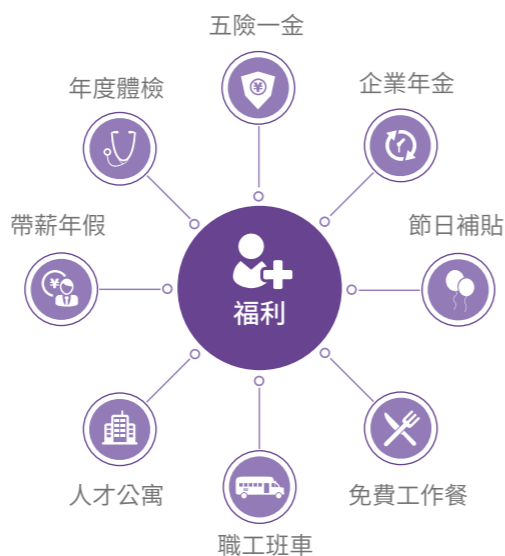 五險一金
年度體檢
企業年金
帶薪年假
節日補貼
福利
人才公寓
免費工作餐
職工班車